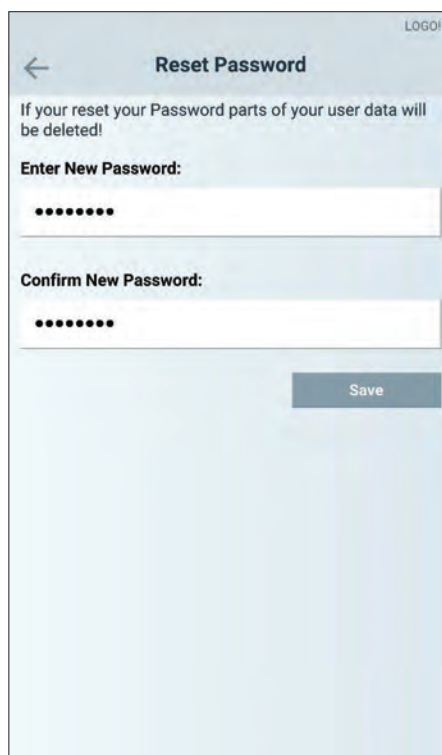 LOGO!
Reset Password
If your reset your Password parts of your user data will
be deleted!
Enter New Password:
••••••••
Confirm New Password:
••••••••
Save